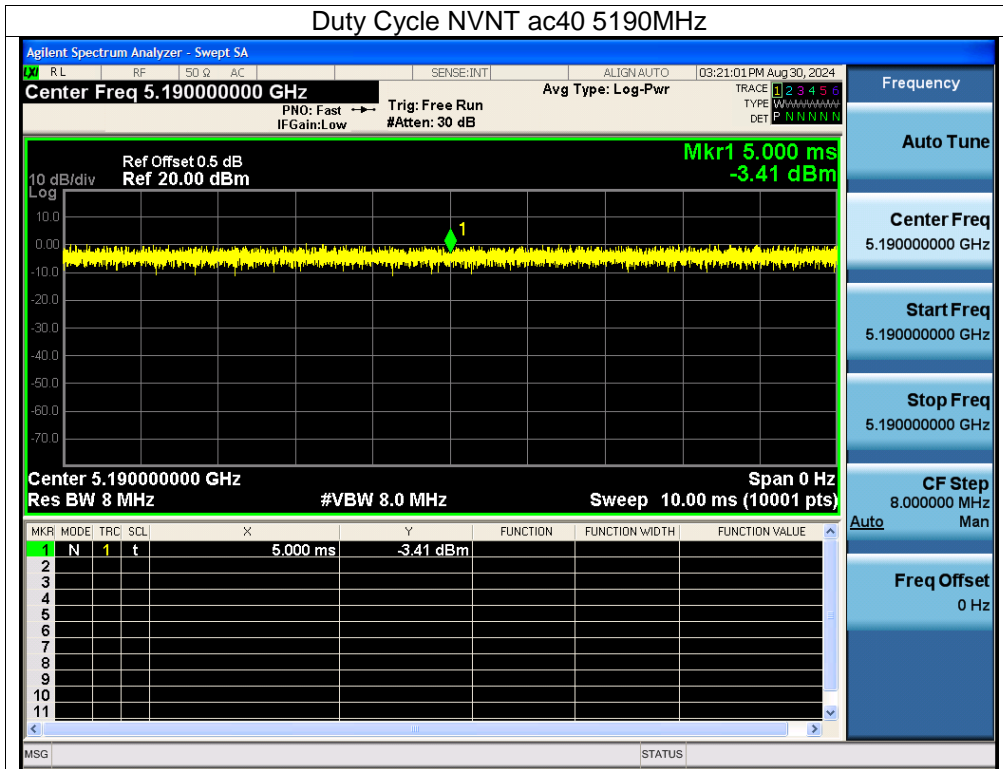 Duty Cycle NVNT ac40 5190MHz
Agilent Spectrum Analyzer - Swept SA
LXI RL RF 50 Ω AC SENSE:INT ALIGN AUTO 03:21:01 PM Aug 30, 2024
Center Freq 5.190000000 GHz Avg Type: Log-Pwr TRACE 1 2 3 4 5 6
PNO: Fast Trig: Free Run TYPE WWWWWW
IFGain:Low #Atten: 30 dB DET P N N N N N
Mkr1 5.000 ms
Ref Offset 0.5 dB
10 dB/div Ref 20.00 dBm -3.41 dBm
Log
10.0
1
0.00
-10.0
-20.0
-30.0
-40.0
-50.0
-60.0
-70.0
Center 5.190000000 GHz Span 0 Hz
Res BW 8 MHz #VBW 8.0 MHz Sweep 10.00 ms (10001 pts)
MKR MODE TRC SCL X Y FUNCTION FUNCTION WIDTH FUNCTION VALUE
1 N 1 t 5.000 ms -3.41 dBm
2
3
4
5
6
7
8
9
10
11
MSG STATUS
Frequency
Auto Tune
Center Freq
5.190000000 GHz
Start Freq
5.190000000 GHz
Stop Freq
5.190000000 GHz
CF Step
8.000000 MHz
Auto Man
Freq Offset
0 Hz